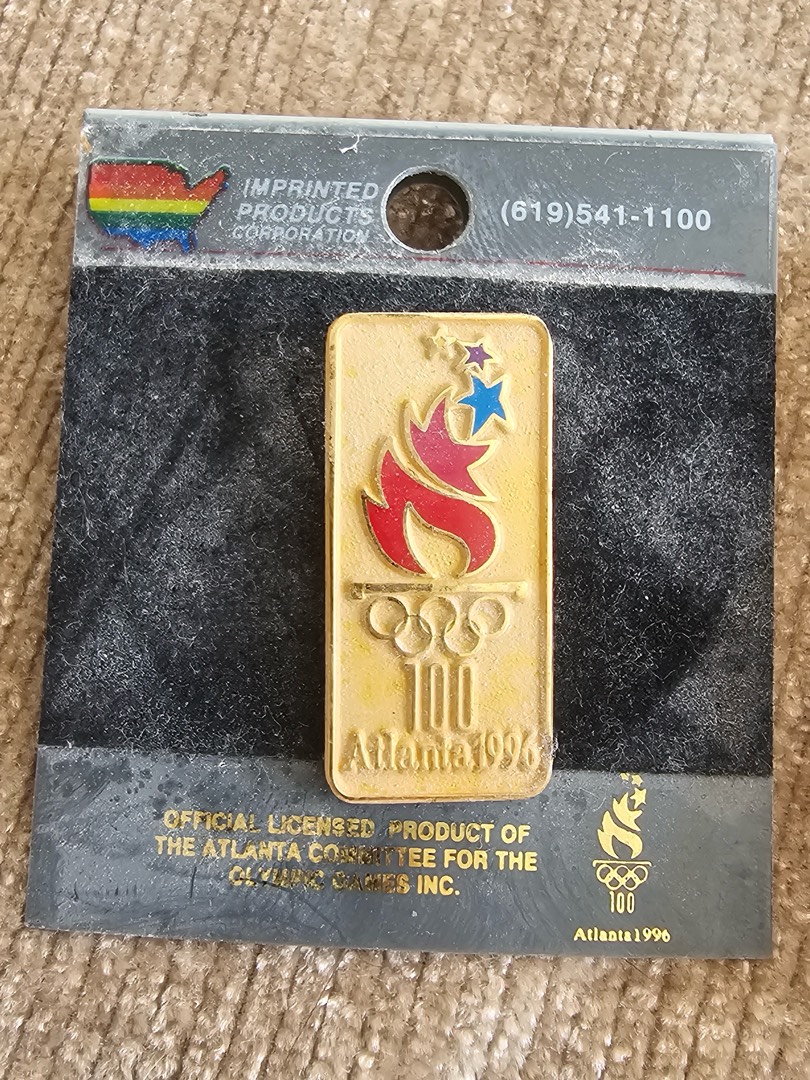 IMPRINTED
PRODUCTS
CORPORATION
(619)541-1100
100
Atlanta1996
OFFICIAL LICENSED PRODUCT OF
THE ATLANTA COMMITTEE FOR THE
OLYMPIC GAMES INC.
100
Atlanta1996